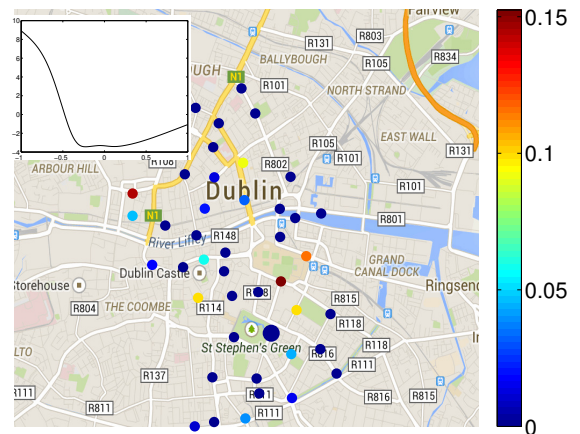 10
8
6
4
2
0
-2
-4
-1
-0.5
0
0.5
1
0.15
0.1
0.05
0
Fairview
R803
R131
R834
BALLYBOUGH
R105
OUGH
N1
R101
NORTH STRAND
EAST WALL
R105
R131
R108
R802
R101
ARBOUR HILL
R101
Dublin
N1
R801
River Liffey
R148
GRAND
CANAL DOCK
Dublin Castle
Storehouse
Ringsend
R804
THE COOMBE
R114
R815
R118
St Stephen's Green
R118
R816
LTO
R137
R111
R111
R816
R815
R811
R111
R111